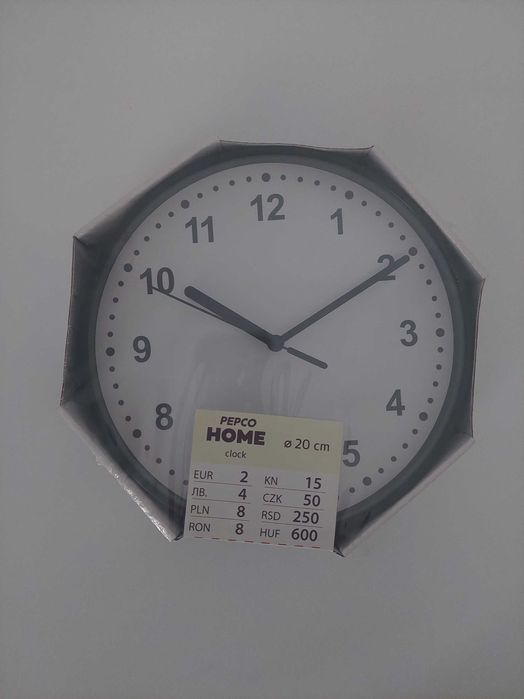 12
11
1
10
2
9
3
8
4
5
PEPCO
HOME
ø 20 cm
clock
EUR 2 KN 15
ЛВ. 4 CZK 50
PLN 8 RSD 250
RON 8 HUF 600